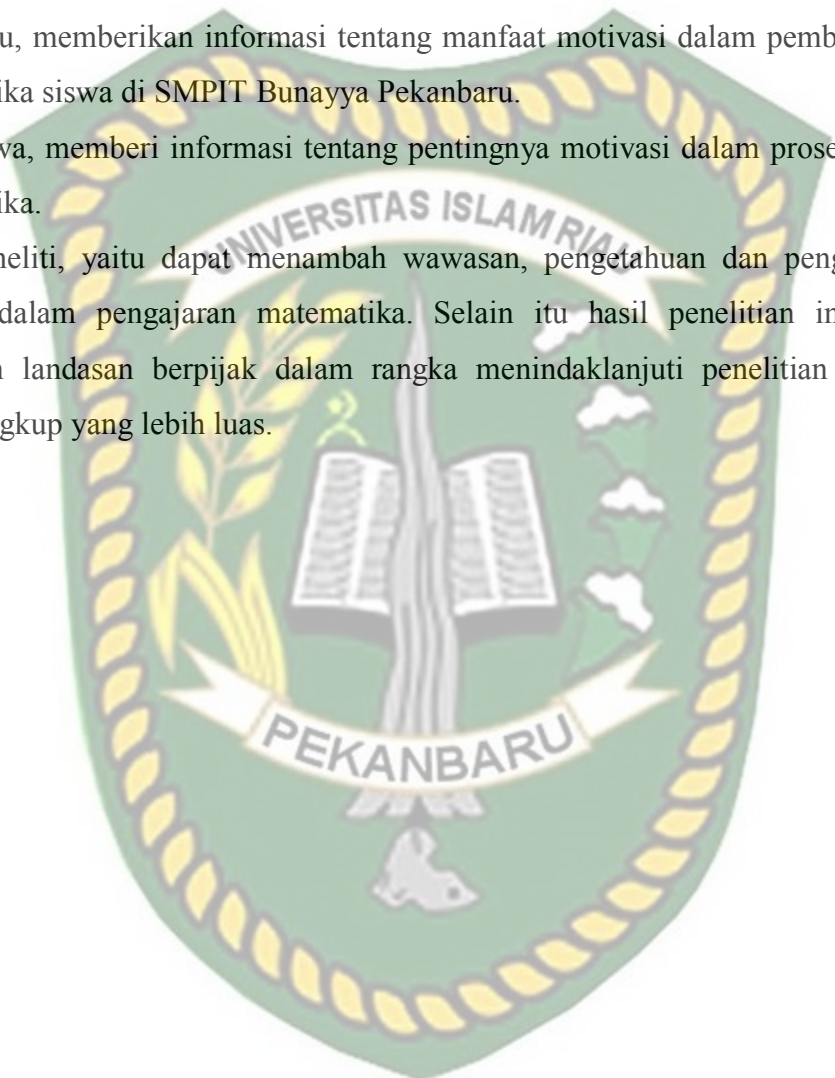 u, memberikan informasi tentang manfaat motivasi dalam pemb
ika siswa di SMPIT Bunayya Pekanbaru.
wa, memberi informasi tentang pentingnya motivasi dalam prose
ika.
neliti, yaitu dapat menambah wawasan, pengetahuan dan peng
dalam pengajaran matematika. Selain itu hasil penelitian in
n landasan berpijak dalam rangka menindaklanjuti penelitian
gkup yang lebih luas.
UNIVERSITAS ISLAM RIAU
PEKANBARU